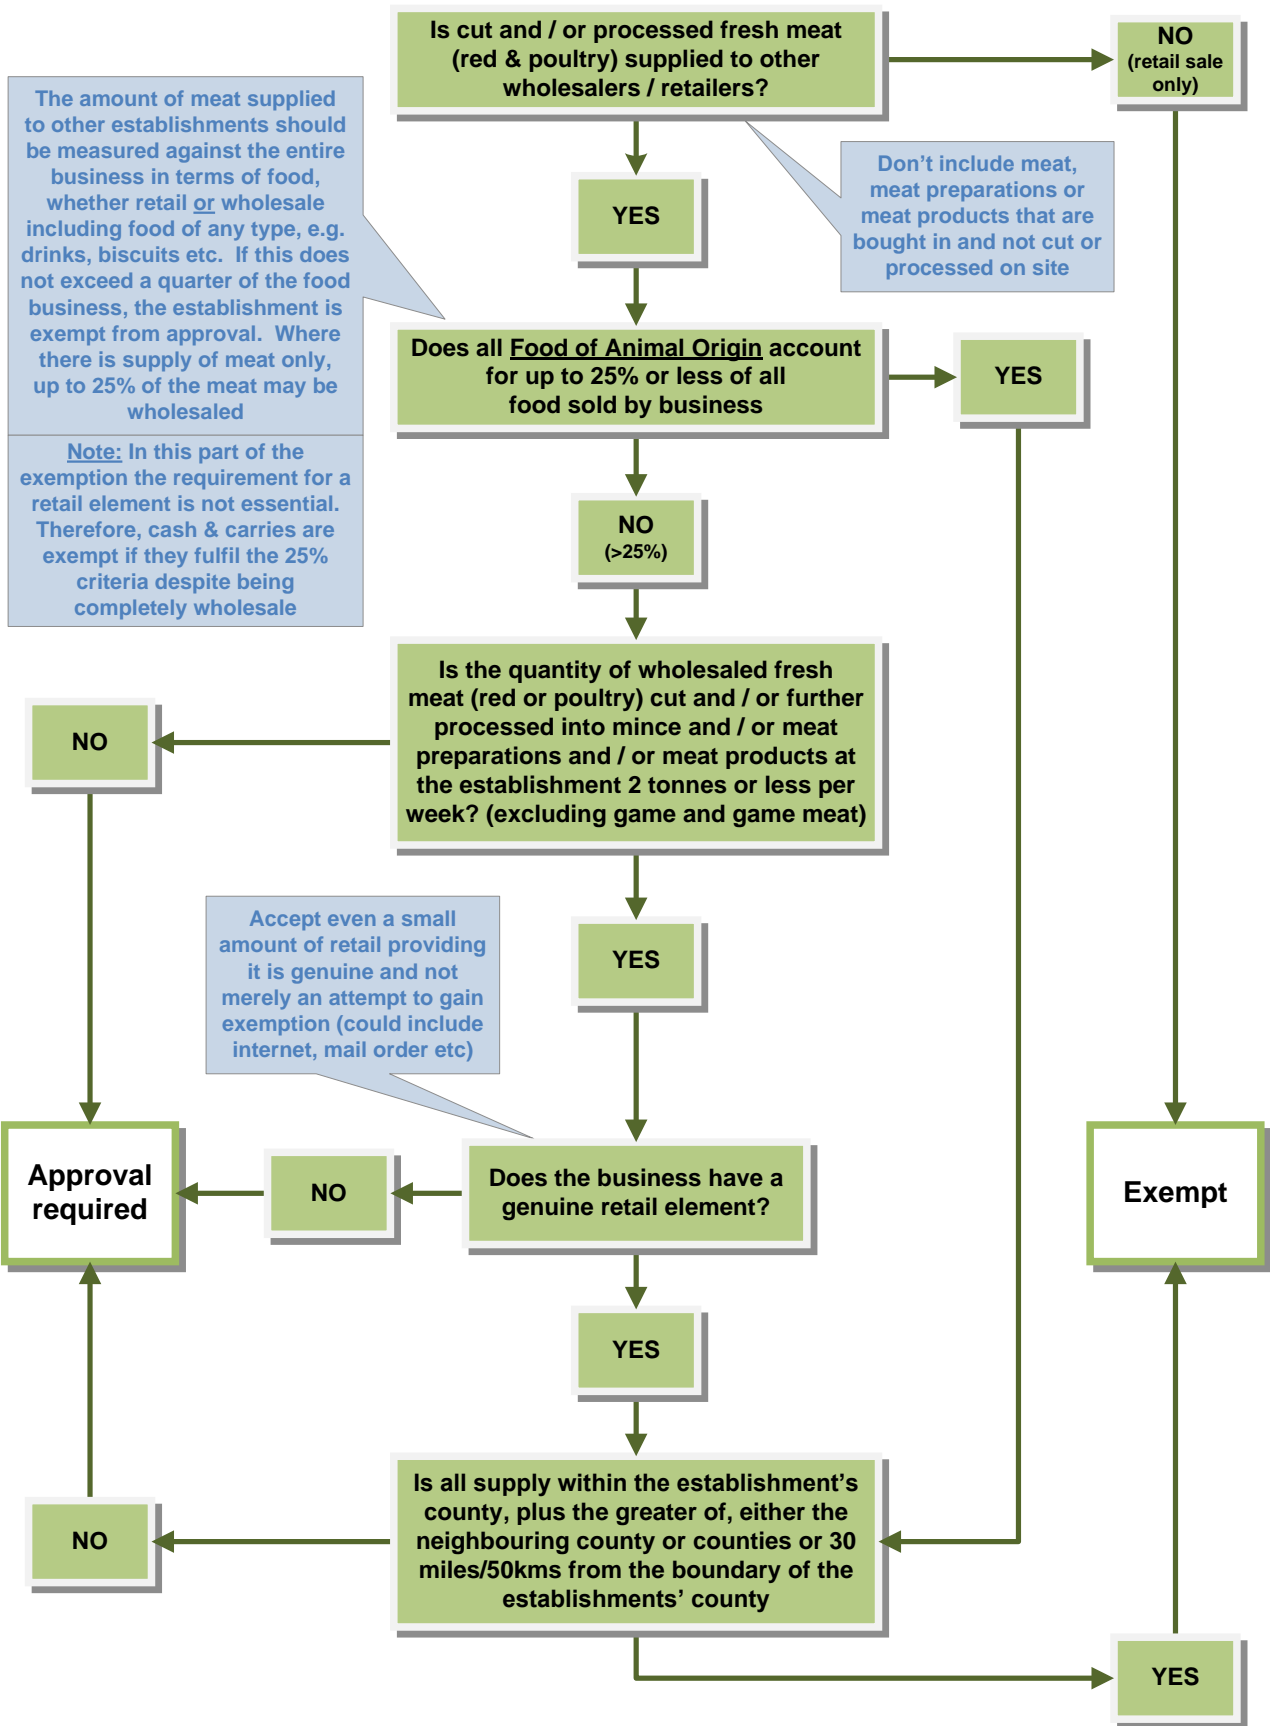 Is cut and / or processed fresh meat
(red & poultry) supplied to other
wholesalers / retailers?
NO
(retail sale
only)
The amount of meat supplied
to other establishments should
be measured against the entire
business in terms of food,
whether retail or wholesale
including food of any type, e.g.
drinks, biscuits etc.  If this does
not exceed a quarter of the food
business, the establishment is
exempt from approval.  Where
there is supply of meat only,
up to 25% of the meat may be
wholesaled
Note: In this part of the
exemption the requirement for a
retail element is not essential.
Therefore, cash & carries are
exempt if they fulfil the 25%
criteria despite being
completely wholesale
Don’t include meat,
meat preparations or
meat products that are
bought in and not cut or
processed on site
YES
Does all Food of Animal Origin account
for up to 25% or less of all
food sold by business
YES
NO
(>25%)
Is the quantity of wholesaled fresh
meat (red or poultry) cut and / or further
processed into mince and / or meat
preparations and / or meat products at
the establishment 2 tonnes or less per
week? (excluding game and game meat)
NO
YES
Accept even a small
amount of retail providing
it is genuine and not
merely an attempt to gain
exemption (could include
internet, mail order etc)
Does the business have a
genuine retail element?
NO
Approval
required
Exempt
YES
Is all supply within the establishment’s
county, plus the greater of, either the
neighbouring county or counties or 30
miles/50kms from the boundary of the
establishments’ county
NO
YES